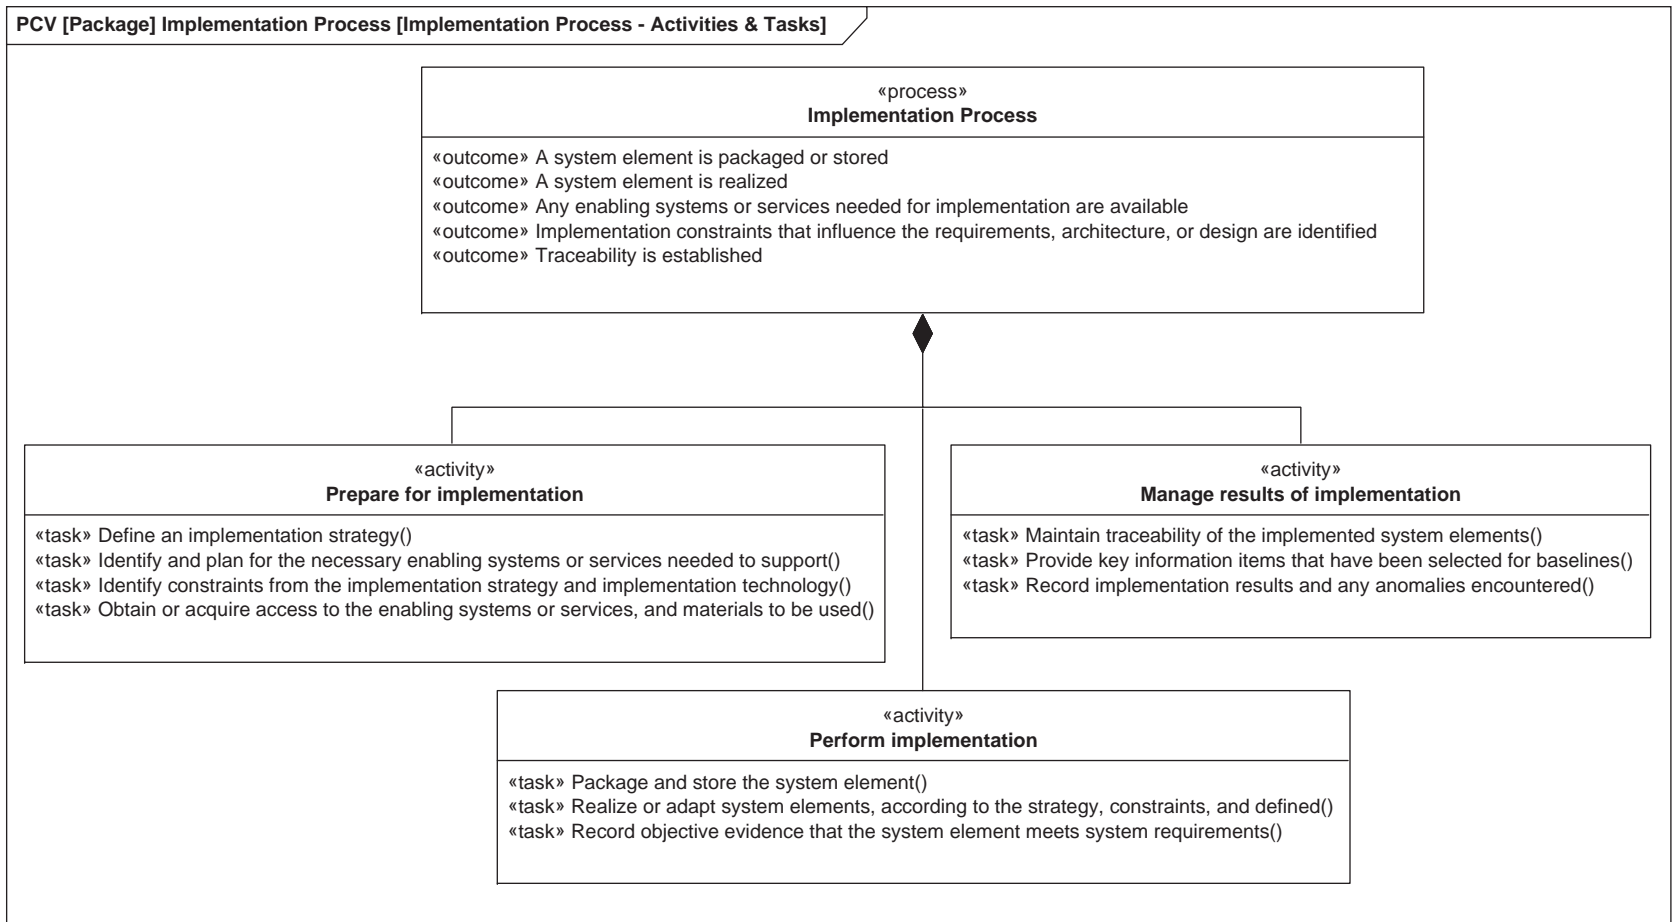 PCV [Package] Implementation Process [Implementation Process - Activities & Tasks]
«process»
Implementation Process
«outcome» A system element is packaged or stored
«outcome» A system element is realized
«outcome» Any enabling systems or services needed for implementation are available
«outcome» Implementation constraints that influence the requirements, architecture, or design are identified
«outcome» Traceability is established
«activity»
Prepare for implementation
«task» Define an implementation strategy()
«task» Identify and plan for the necessary enabling systems or services needed to support()
«task» Identify constraints from the implementation strategy and implementation technology()
«task» Obtain or acquire access to the enabling systems or services, and materials to be used()
«activity»
Manage results of implementation
«task» Maintain traceability of the implemented system elements()
«task» Provide key information items that have been selected for baselines()
«task» Record implementation results and any anomalies encountered()
«activity»
Perform implementation
«task» Package and store the system element()
«task» Realize or adapt system elements, according to the strategy, constraints, and defined()
«task» Record objective evidence that the system element meets system requirements()